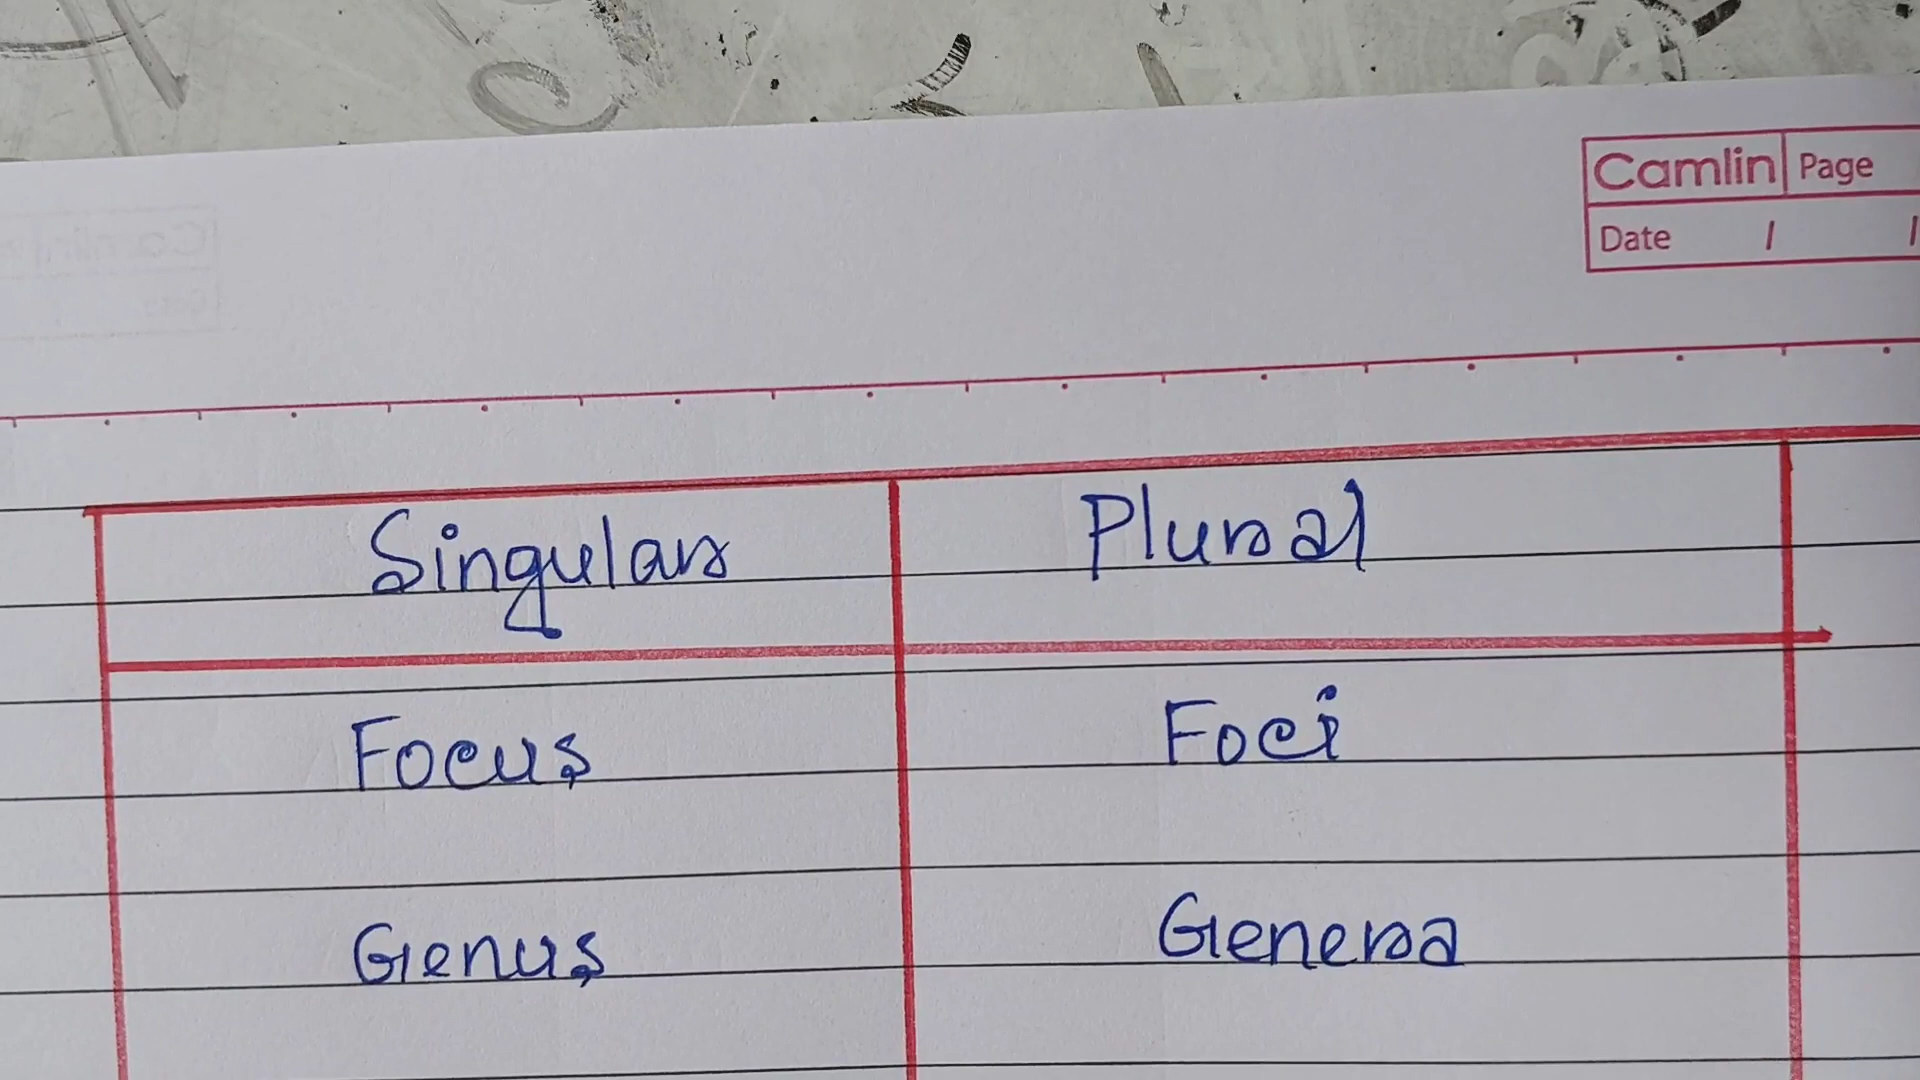 Camlin Page
Date / /
Singular Plural
Focus Foci
Genus Genera